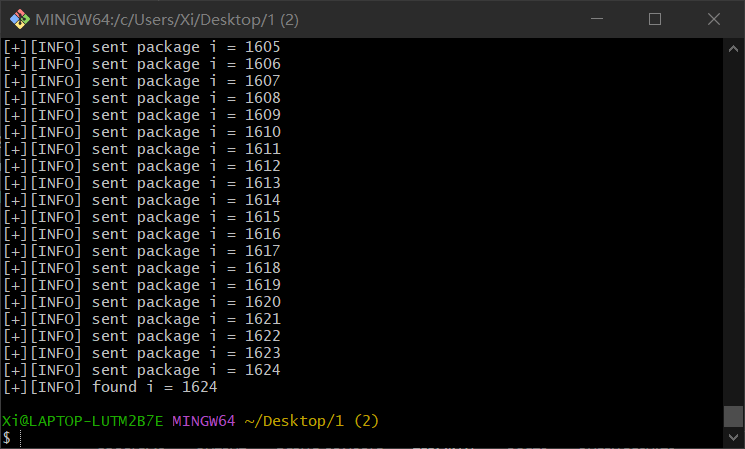 MINGW64:/c/Users/Xi/Desktop/1 (2)
[+][INFO] sent package i = 1605
[+][INFO] sent package i = 1606
[+][INFO] sent package i = 1607
[+][INFO] sent package i = 1608
[+][INFO] sent package i = 1609
[+][INFO] sent package i = 1610
[+][INFO] sent package i = 1611
[+][INFO] sent package i = 1612
[+][INFO] sent package i = 1613
[+][INFO] sent package i = 1614
[+][INFO] sent package i = 1615
[+][INFO] sent package i = 1616
[+][INFO] sent package i = 1617
[+][INFO] sent package i = 1618
[+][INFO] sent package i = 1619
[+][INFO] sent package i = 1620
[+][INFO] sent package i = 1621
[+][INFO] sent package i = 1622
[+][INFO] sent package i = 1623
[+][INFO] sent package i = 1624
[+][INFO] found i = 1624
Xi@LAPTOP-LUTM2B7E MINGW64 ~/Desktop/1 (2)
$